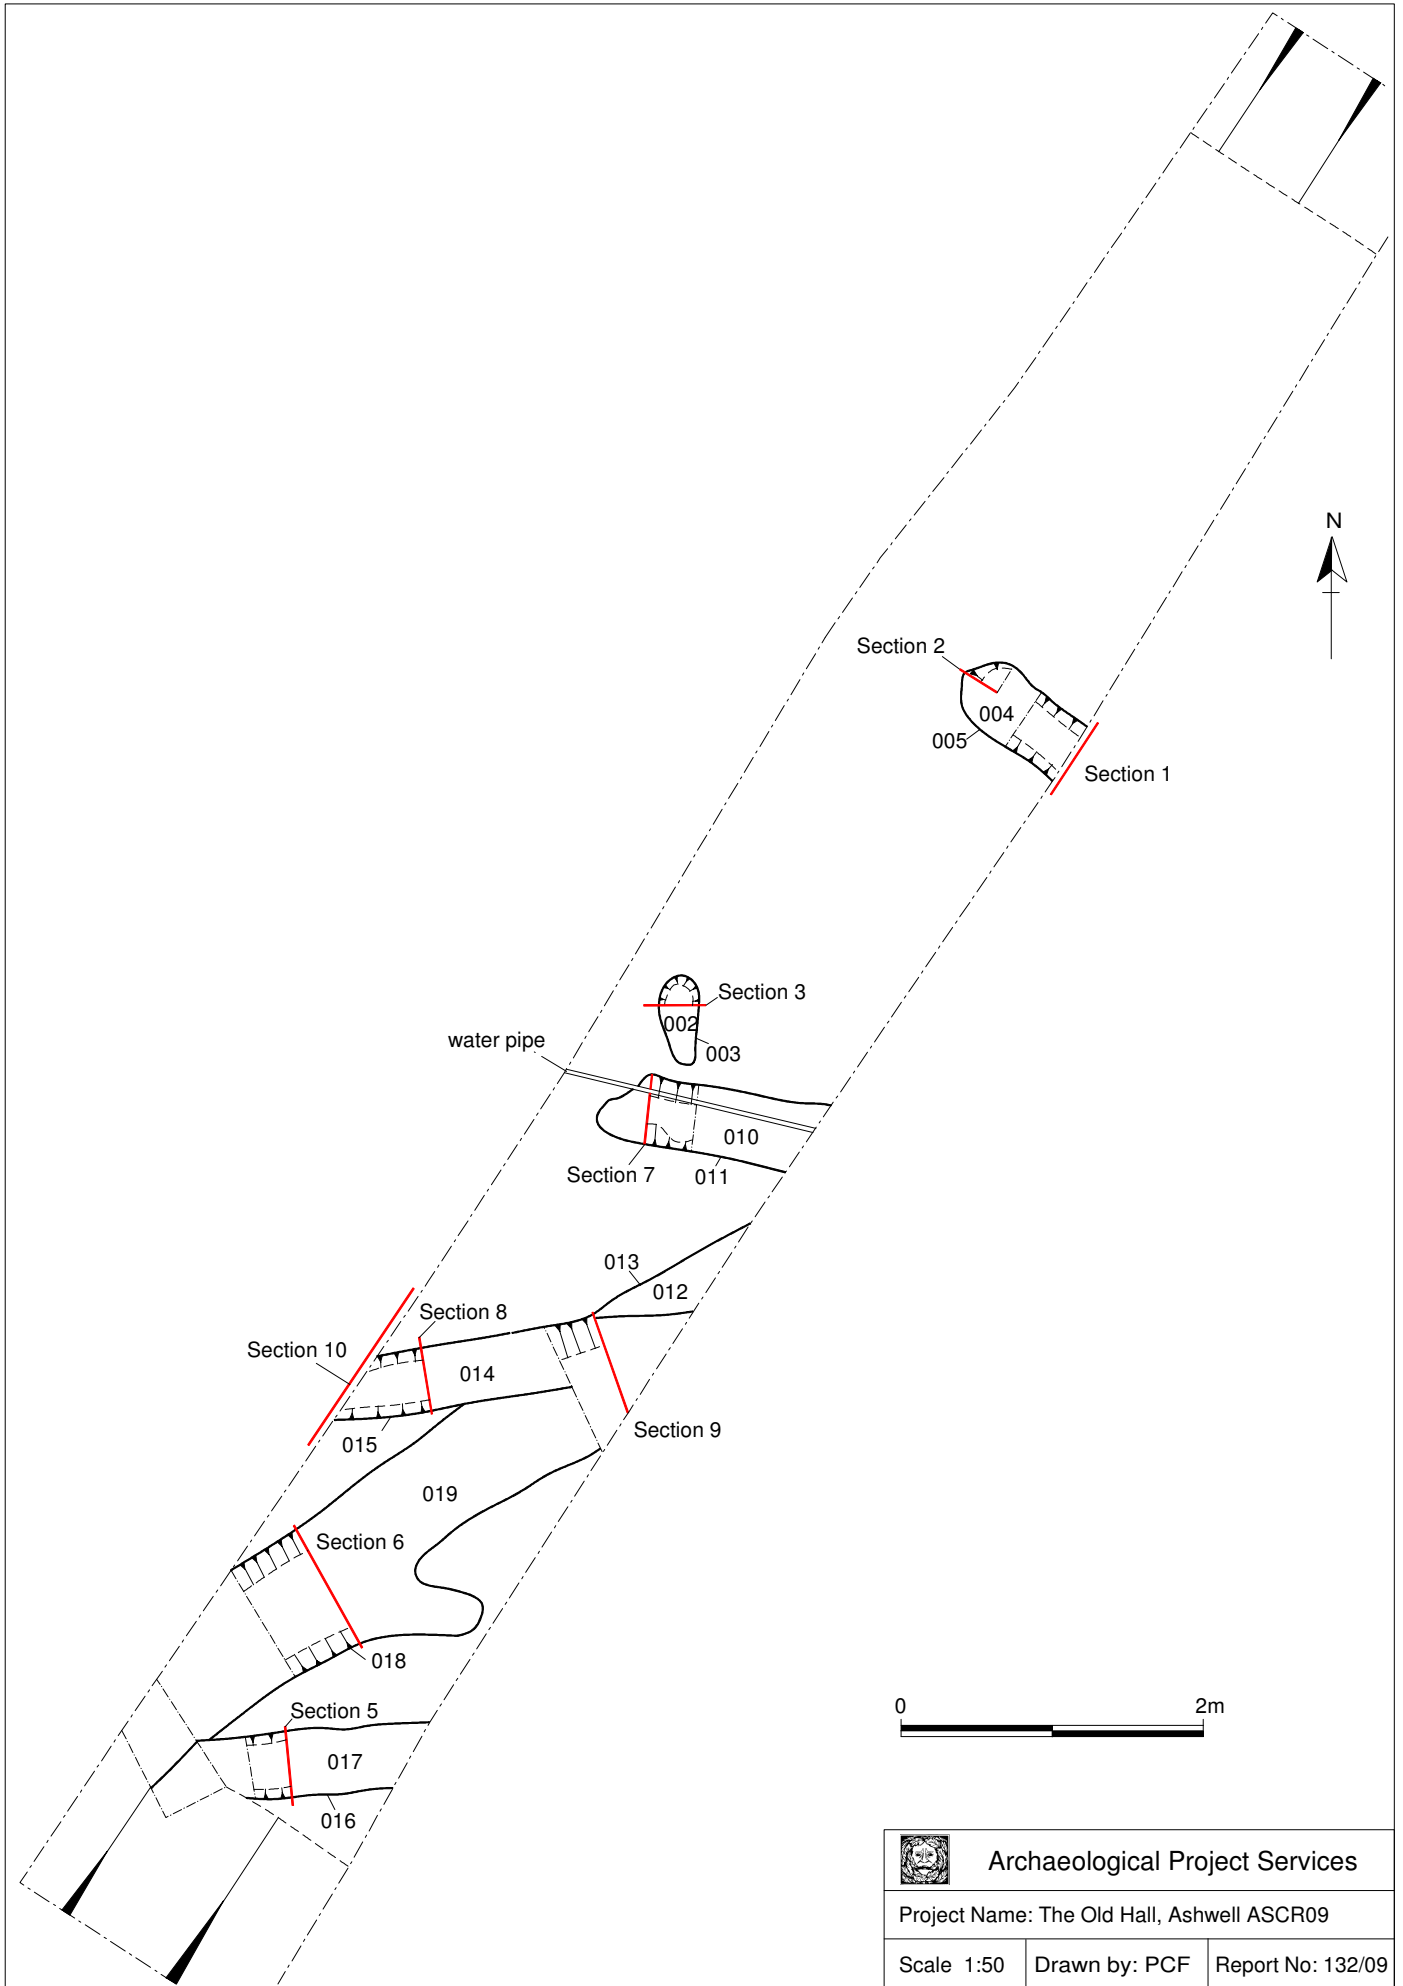 N
Section 2
004
005
Section 1
Section 3
002
003
water pipe
010
Section 7
011
013
012
Section 8
Section 10
014
Section 9
015
019
Section 6
018
Section 5
017
016
0 2m
Archaeological Project Services
Project Name: The Old Hall, Ashwell ASCR09
Scale 1:50 Drawn by: PCF Report No: 132/09